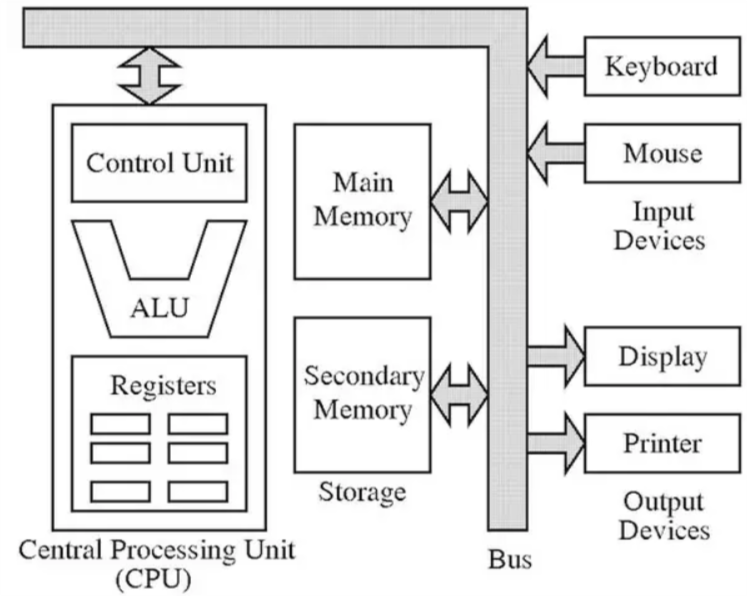 Control Unit
ALU
Registers
Central Processing Unit
(CPU)
Main
Memory
Secondary
Memory
Storage
Bus
Keyboard
Mouse
Input
Devices
Display
Printer
Output
Devices